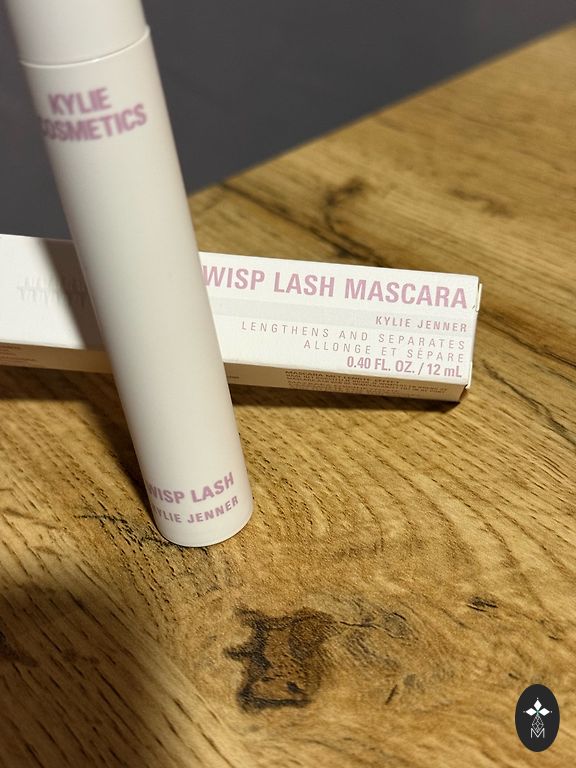 KYLIE
COSMETICS
WISP LASH MASCARA
KYLIE JENNER
LENGTHENS AND SEPARATES
ALLONGE ET SÉPARE
0.40 FL. OZ. / 12 mL
WISP LASH
KYLIE JENNER
M